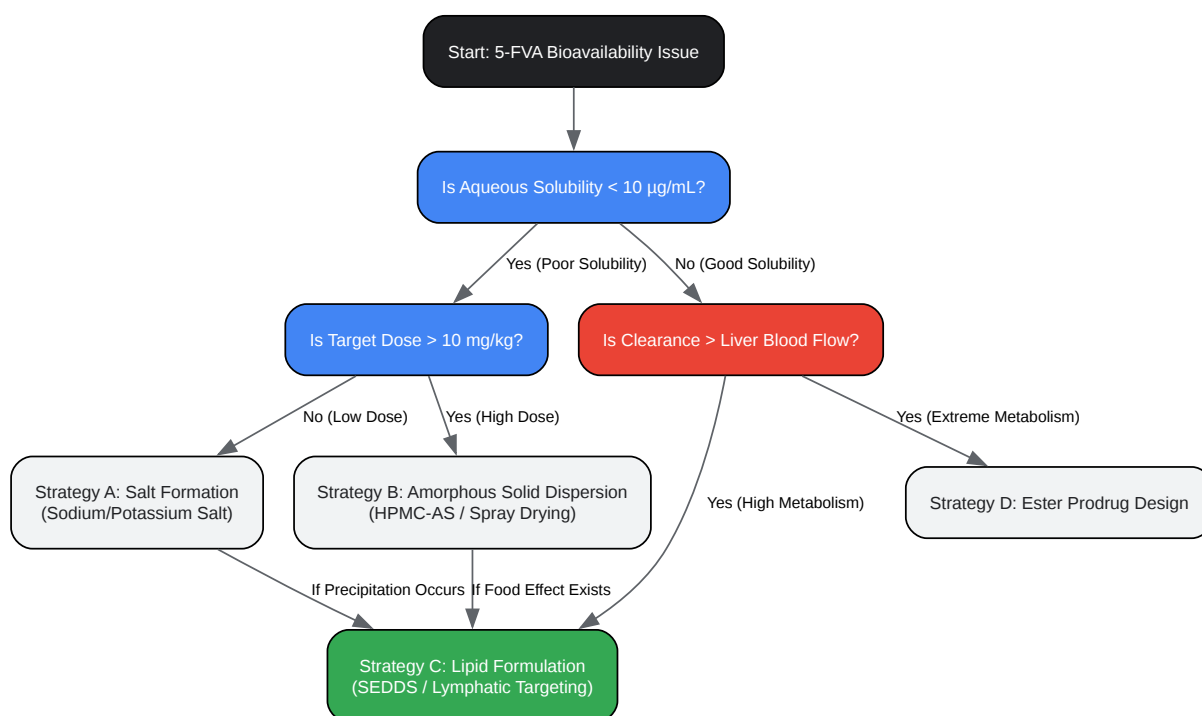 Start: 5-FVA Bioavailability Issue
Is Aqueous Solubility < 10 µg/mL?
Yes (Poor Solubility)
No (Good Solubility)
Is Target Dose > 10 mg/kg?
Is Clearance > Liver Blood Flow?
No (Low Dose)
Yes (High Dose)
Yes (Extreme Metabolism)
Strategy A: Salt Formation
(Sodium/Potassium Salt)
Strategy B: Amorphous Solid Dispersion
(HPMC-AS / Spray Drying)
Yes (High Metabolism)
Strategy D: Ester Prodrug Design
If Precipitation Occurs
If Food Effect Exists
Strategy C: Lipid Formulation
(SEDDS / Lymphatic Targeting)